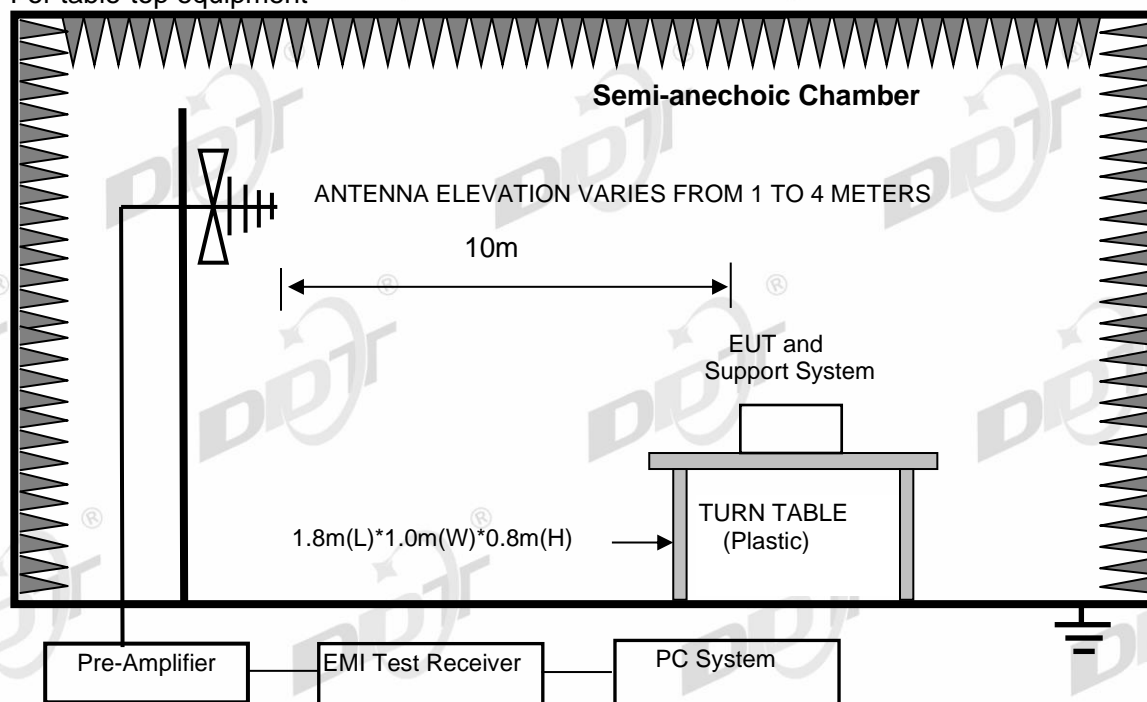 For table top equipment
Semi-anechoic Chamber
ANTENNA ELEVATION VARIES FROM 1 TO 4 METERS
10m
EUT and
Support System
1.8m(L)*1.0m(W)*0.8m(H)
TURN TABLE
(Plastic)
Pre-Amplifier
EMI Test Receiver
PC System
DDT
®